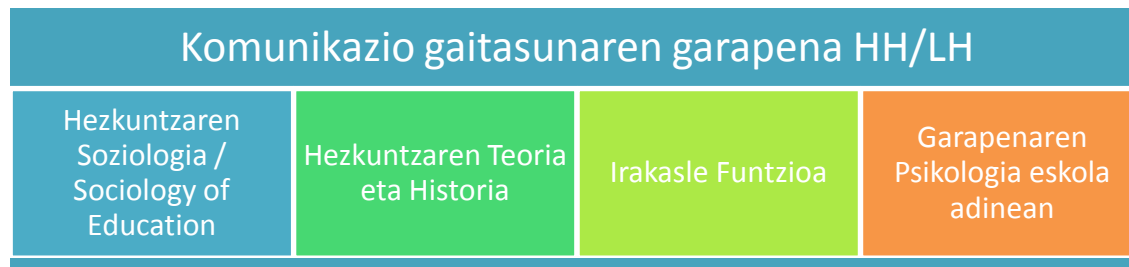 Komunikazio gaitasunaren garapena HH/LH
Hezkuntzaren
Soziologia /
Sociology of
Education
Hezkuntzaren Teoria
eta Historia
Irakasle Funtzioa
Garapenaren
Psikologia eskola
adinean